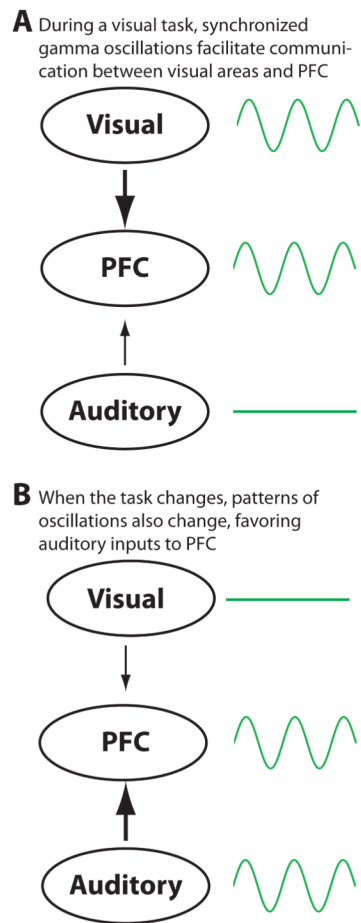 A During a visual task, synchronized
gamma oscillations facilitate communi-
cation between visual areas and PFC
Visual
PFC
Auditory
B When the task changes, patterns of
oscillations also change, favoring
auditory inputs to PFC
Visual
PFC
Auditory